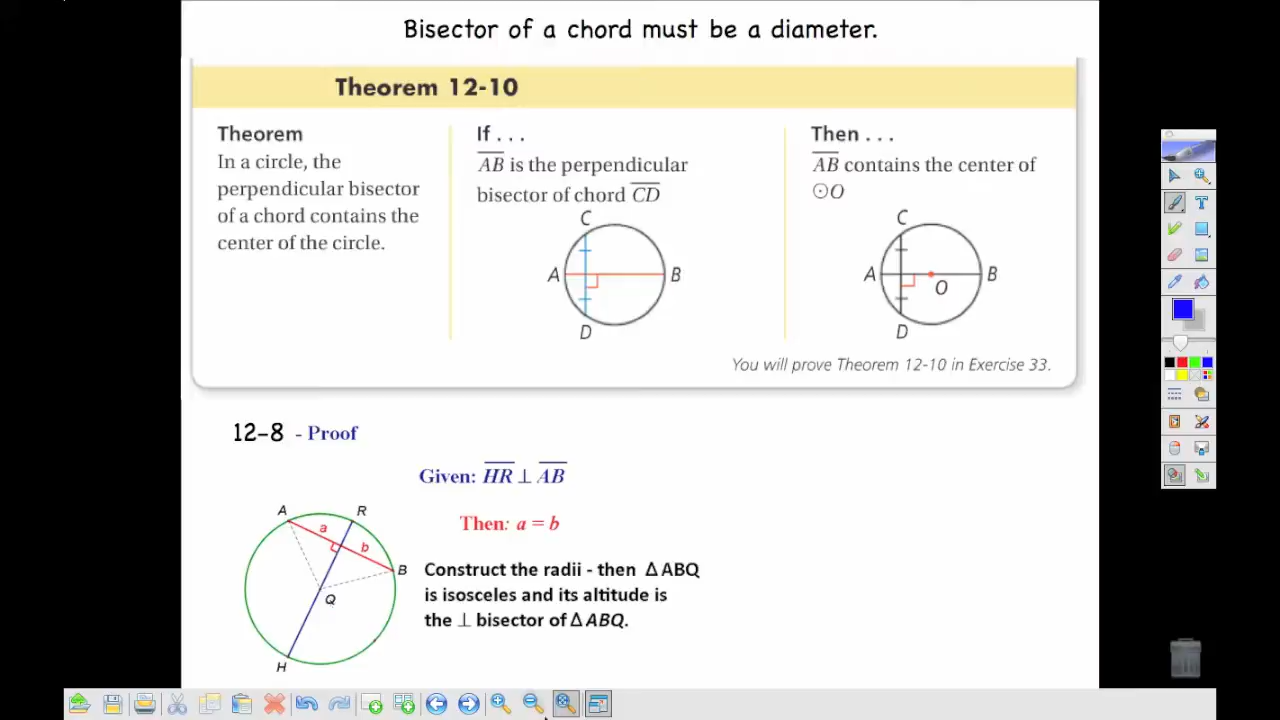 Bisector of a chord must be a diameter.
Theorem 12-10
Theorem
In a circle, the
perpendicular bisector
of a chord contains the
center of the circle.
If . . .
AB is the perpendicular
bisector of chord CD
C
A
B
D
Then . . .
AB contains the center of
⊙O
C
A
B
O
D
You will prove Theorem 12-10 in Exercise 33.
12-8 - Proof
Given: HR ⊥ AB
Then: a = b
A
R
a
b
B
Q
H
Construct the radii - then ΔABQ
is isosceles and its altitude is
the ⊥ bisector of ΔABQ.
T